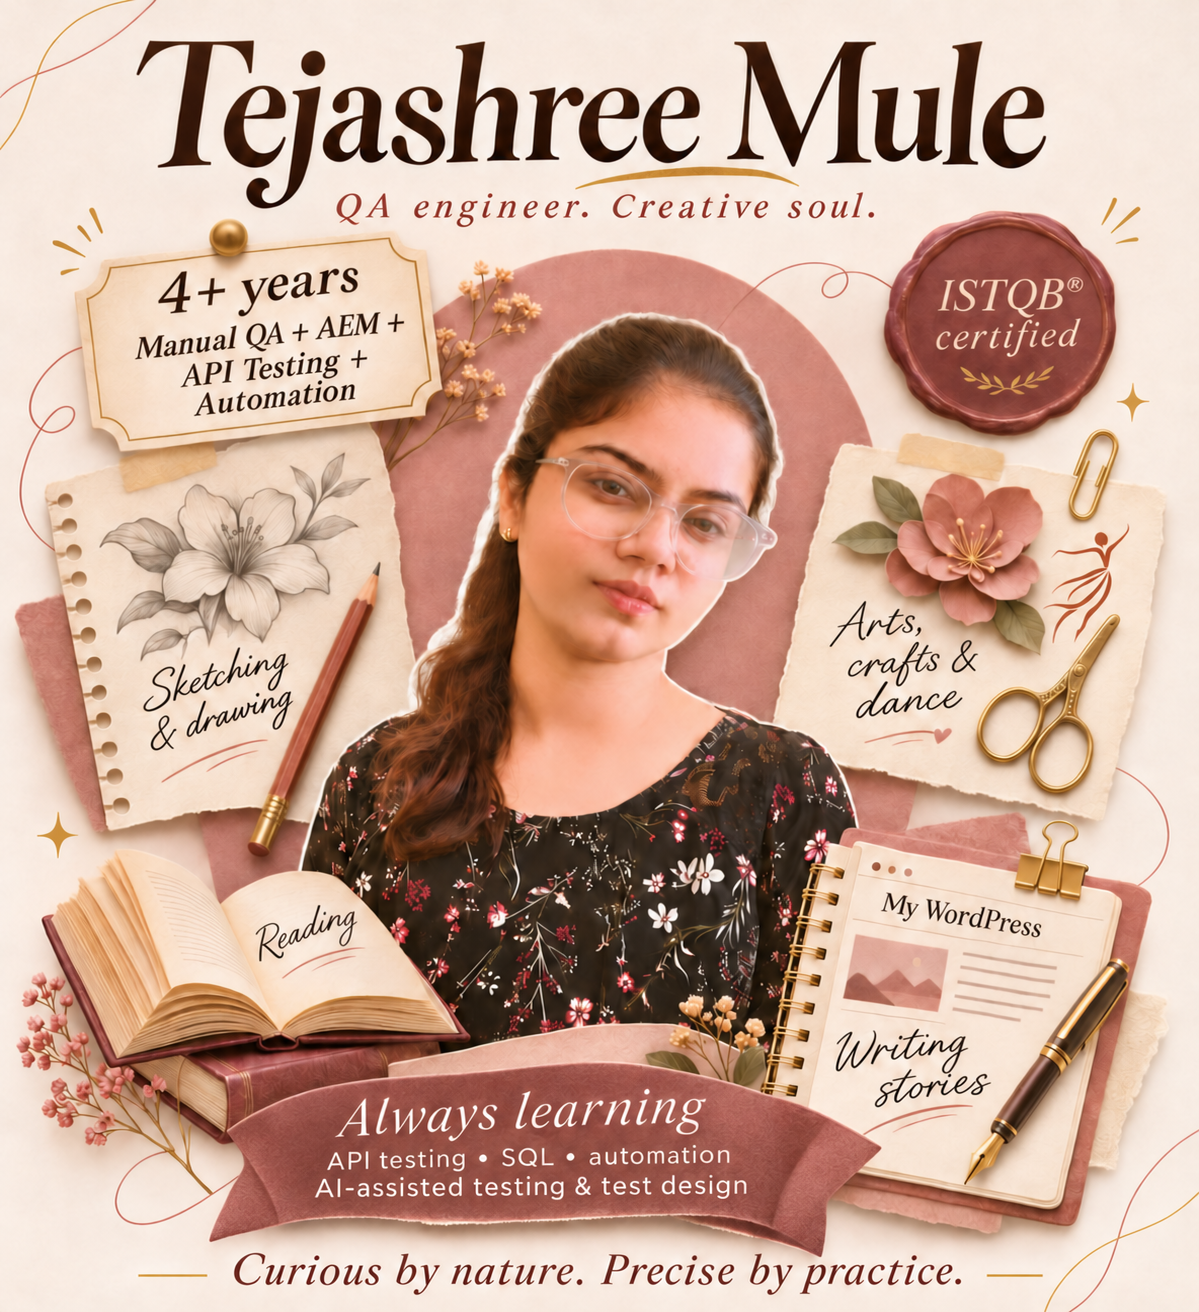 Tejashree Mule
QA engineer. Creative soul.
4+ years
Manual QA + AEM +
API Testing +
Automation
ISTQB®
certified
Sketching
& drawing
Arts,
crafts &
dance
Reading
My WordPress
Writing
stories
Always learning
API testing • SQL • automation
AI-assisted testing & test design
Curious by nature. Precise by practice.